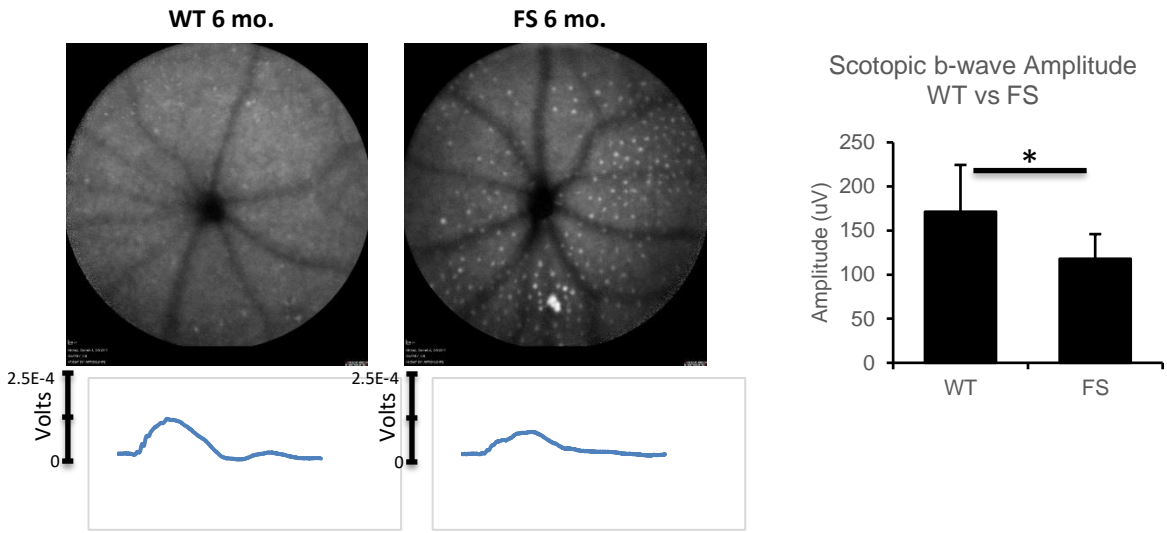 WT 6 mo.
FS 6 mo.
2.5E-4
Volts
0
2.5E-4
Volts
0
Scotopic b-wave Amplitude
WT vs FS
*
Amplitude (uV)
250
200
150
100
50
0
WT
FS